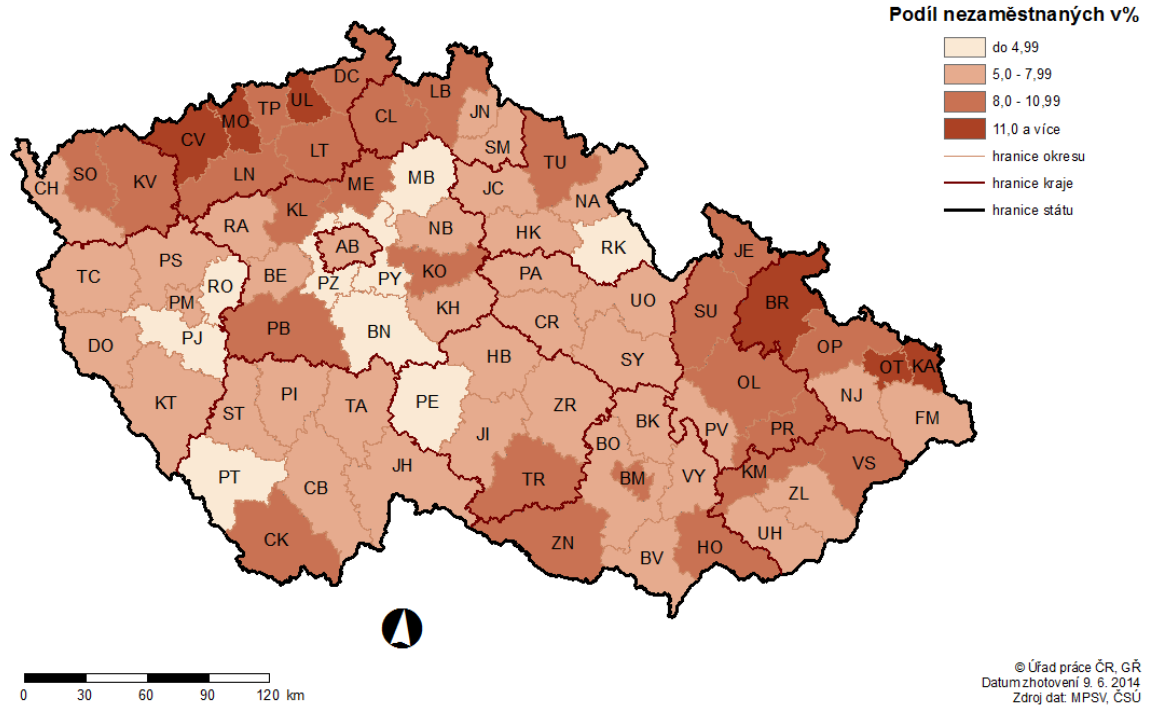 Podíl nezaměstnaných v%
do 4,99
5,0 - 7,99
8,0 - 10,99
11,0 a více
hranice okresu
hranice kraje
hranice státu
DC
LB
UL
TP
JN
MO
CL
CV
SM
LT
TU
LN
MB
ME
SO
KV
CH
JC
NA
KL
RA
NB
HK
AB
RK
JE
PS
TC
BE
KO
PA
RO
PZ
PY
UO
BR
PM
KH
SU
PB
CR
BN
PJ
DO
OP
SY
HB
OT
KA
OL
NJ
KT
PI
TA
PE
ZR
ST
FM
BK
PV
PR
JI
BO
JH
VS
KM
PT
CB
TR
BM
VY
ZL
UH
CK
ZN
HO
BV
0 30 60 90 120 km
© Úřad práce ČR, GŘ
Datum zhotovení 9. 6. 2014
Zdroj dat: MPSV, ČSÚ